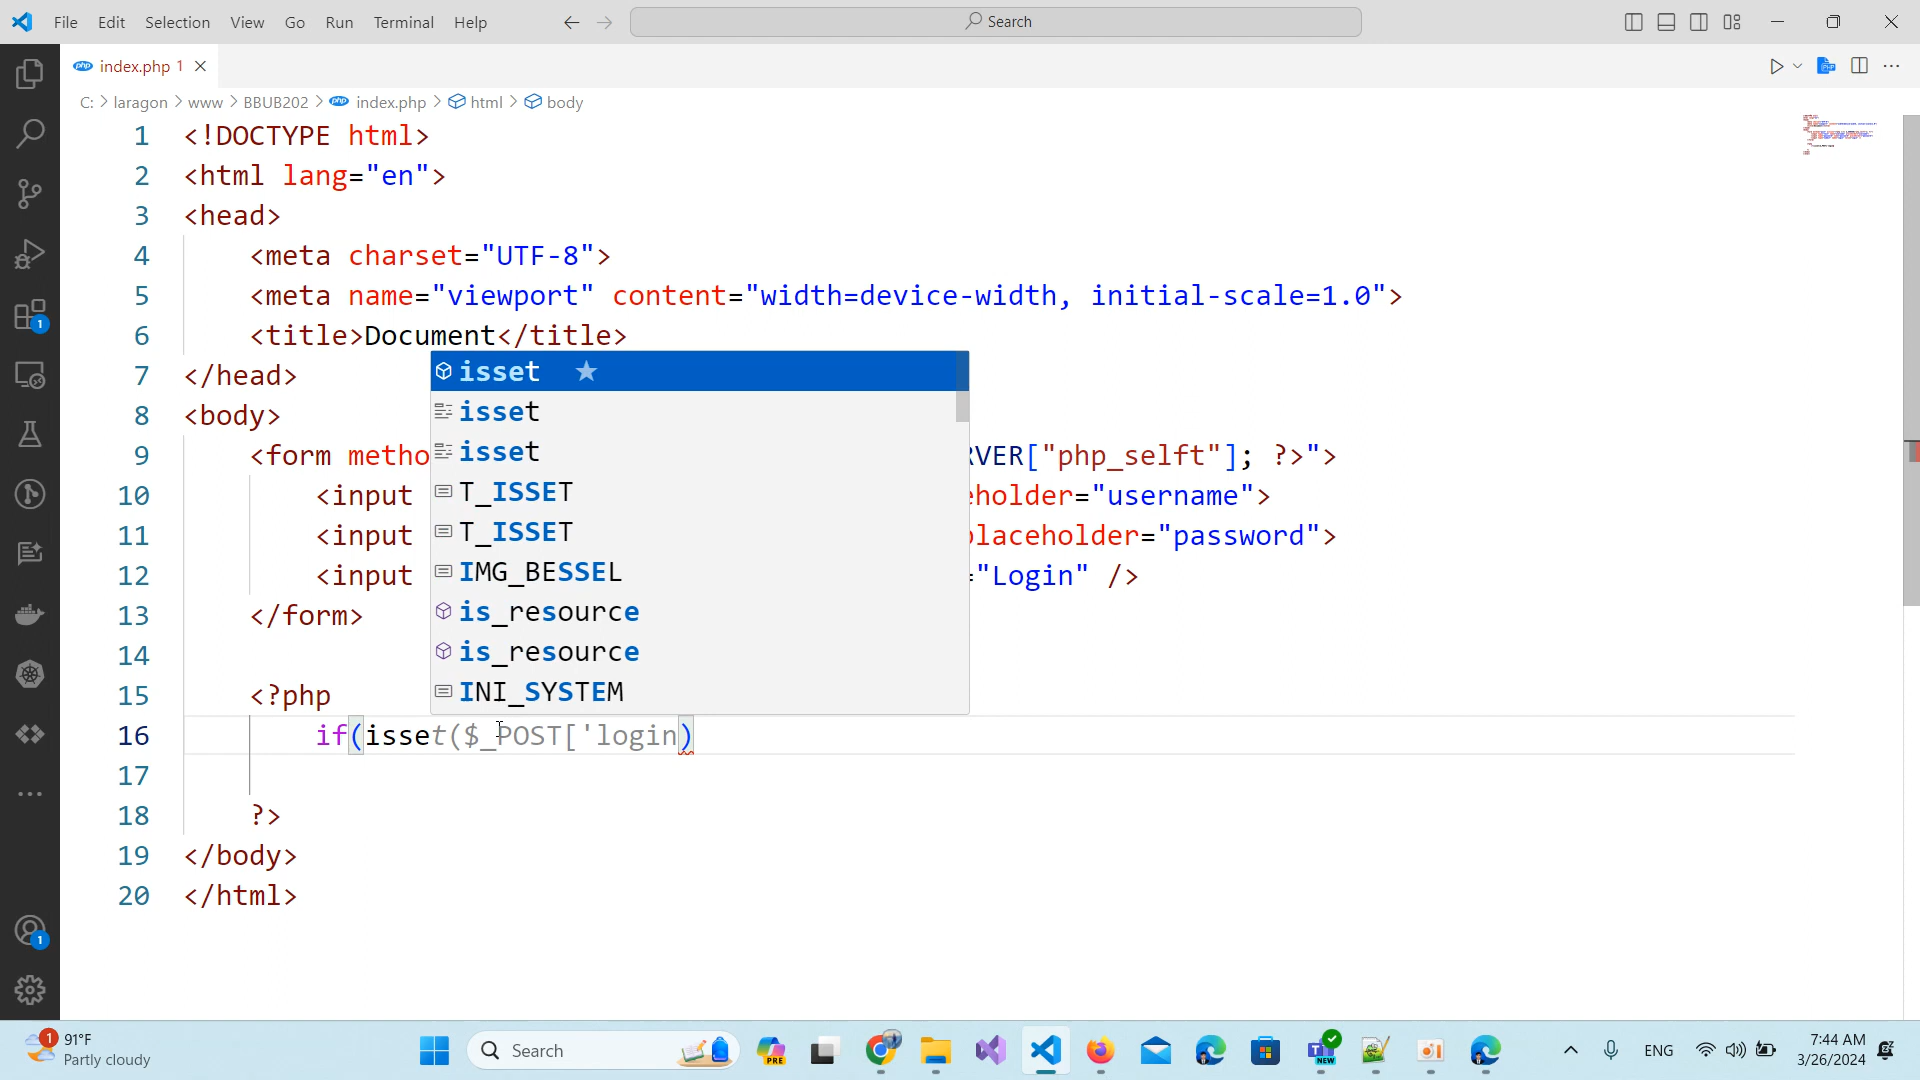 File Edit Selection View Go Run Terminal Help Search
index.php 1
C: > laragon > www > BBUB202 > index.php > html > body
1 <!DOCTYPE html>
2 <html lang="en">
3 <head>
4 <meta charset="UTF-8">
5 <meta name="viewport" content="width=device-width, initial-scale=1.0">
6 <title>Document</title>
7 </head>
8 <body>
9 <form metho RVER["php_selft"]; ?>">
10 <input eholder="username">
11 <input placeholder="password">
12 <input ="Login" />
13 </form>
14
15 <?php
16 if(isset($_POST['login)
17
18 ?>
19 </body>
20 </html>
isset
isset
isset
T_ISSET
T_ISSET
IMG_BESSEL
is_resource
is_resource
INI_SYSTEM
1
1
1
91°F
Partly cloudy
Search
PRE
NEW
ENG
7:44 AM
3/26/2024